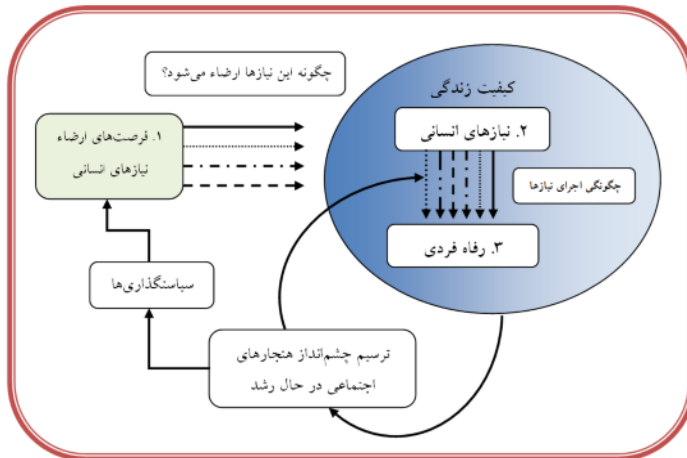 چگونه این نیازها ارضاء می‌شود؟
کیفیت زندگی
۱. فرصت‌های ارضاء
نیازهای انسانی
۲. نیازهای انسانی
چگونگی اجرای نیازها
۳. رفاه فردی
سیاستگذاری‌ها
ترسیم چشم‌انداز هنجارهای
اجتماعی در حال رشد